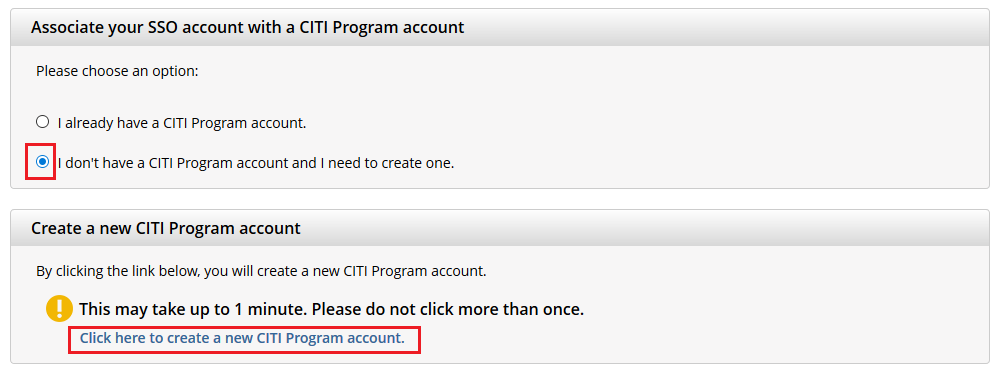 Associate your SSO account with a CITI Program account
Please choose an option:
I already have a CITI Program account.
I don't have a CITI Program account and I need to create one.
Create a new CITI Program account
By clicking the link below, you will create a new CITI Program account.
This may take up to 1 minute. Please do not click more than once.
Click here to create a new CITI Program account.